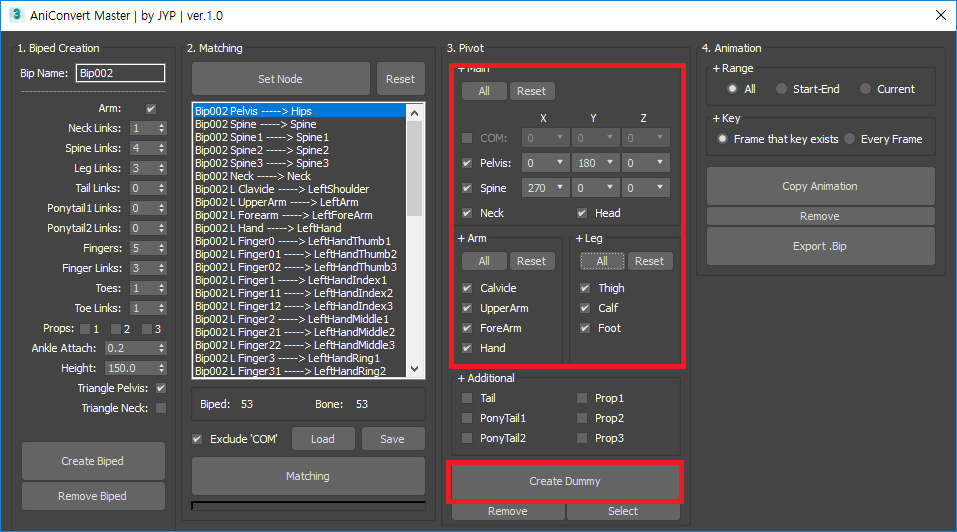 3 AniConvert Master | by JYP | ver.1.0
1. Biped Creation
Bip Name: Bip002
Arm:
Neck Links: 1
Spine Links: 4
Leg Links: 3
Tail Links: 0
Ponytail1 Links: 0
Ponytail2 Links: 0
Fingers: 5
Finger Links: 3
Toes: 1
Toe Links: 1
Props: 1 2 3
Ankle Attach: 0.2
Height: 150.0
Triangle Pelvis:
Triangle Neck:
Create Biped
Remove Biped
2. Matching
Set Node Reset
Bip002 Pelvis -----> Hips
Bip002 Spine -----> Spine
Bip002 Spine1 -----> Spine1
Bip002 Spine2 -----> Spine2
Bip002 Spine3 -----> Spine3
Bip002 Neck -----> Neck
Bip002 L Clavicle -----> LeftShoulder
Bip002 L UpperArm -----> LeftArm
Bip002 L Forearm -----> LeftForeArm
Bip002 L Hand -----> LeftHand
Bip002 L Finger0 -----> LeftHandThumb1
Bip002 L Finger01 -----> LeftHandThumb2
Bip002 L Finger02 -----> LeftHandThumb3
Bip002 L Finger1 -----> LeftHandIndex1
Bip002 L Finger11 -----> LeftHandIndex2
Bip002 L Finger12 -----> LeftHandIndex3
Bip002 L Finger2 -----> LeftHandMiddle1
Bip002 L Finger21 -----> LeftHandMiddle2
Bip002 L Finger22 -----> LeftHandMiddle3
Bip002 L Finger3 -----> LeftHandRing1
Bip002 L Finger31 -----> LeftHandRing2
Biped: 53 Bone: 53
Exclude 'COM' Load Save
Matching
3. Pivot
+ Main
All Reset
X Y Z
COM: 0 0 0
Pelvis: 0 180 0
Spine 270 0 0
Neck Head
+ Arm
All Reset
Calvide
UpperArm
ForeArm
Hand
+ Leg
All Reset
Thigh
Calf
Foot
+ Additional
Tail Prop1
PonyTail1 Prop2
PonyTail2 Prop3
Create Dummy
Remove Select
4. Animation
+ Range
All Start-End Current
+ Key
Frame that key exists Every Frame
Copy Animation
Remove
Export .Bip